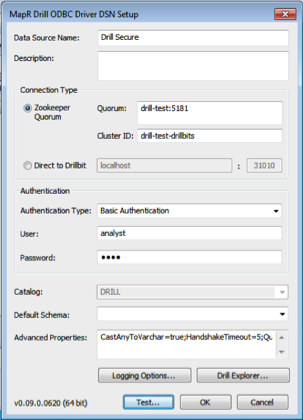 MapR Drill ODBC Driver DSN Setup
Data Source Name: Drill Secure
Description:
Connection Type
Zookeeper Quorum
Quorum: drill-test:5181
Cluster ID: drill-test-drillbits
Direct to Drillbit localhost : 31010
Authentication
Authentication Type: Basic Authentication
User: analyst
Password: ••••
Catalog: DRILL
Default Schema:
Advanced Properties: CastAnyToVarchar=true;HandshakeTimeout=5;Qu
Logging Options... Drill Explorer...
v0.09.0.0620 (64 bit) Test... OK Cancel